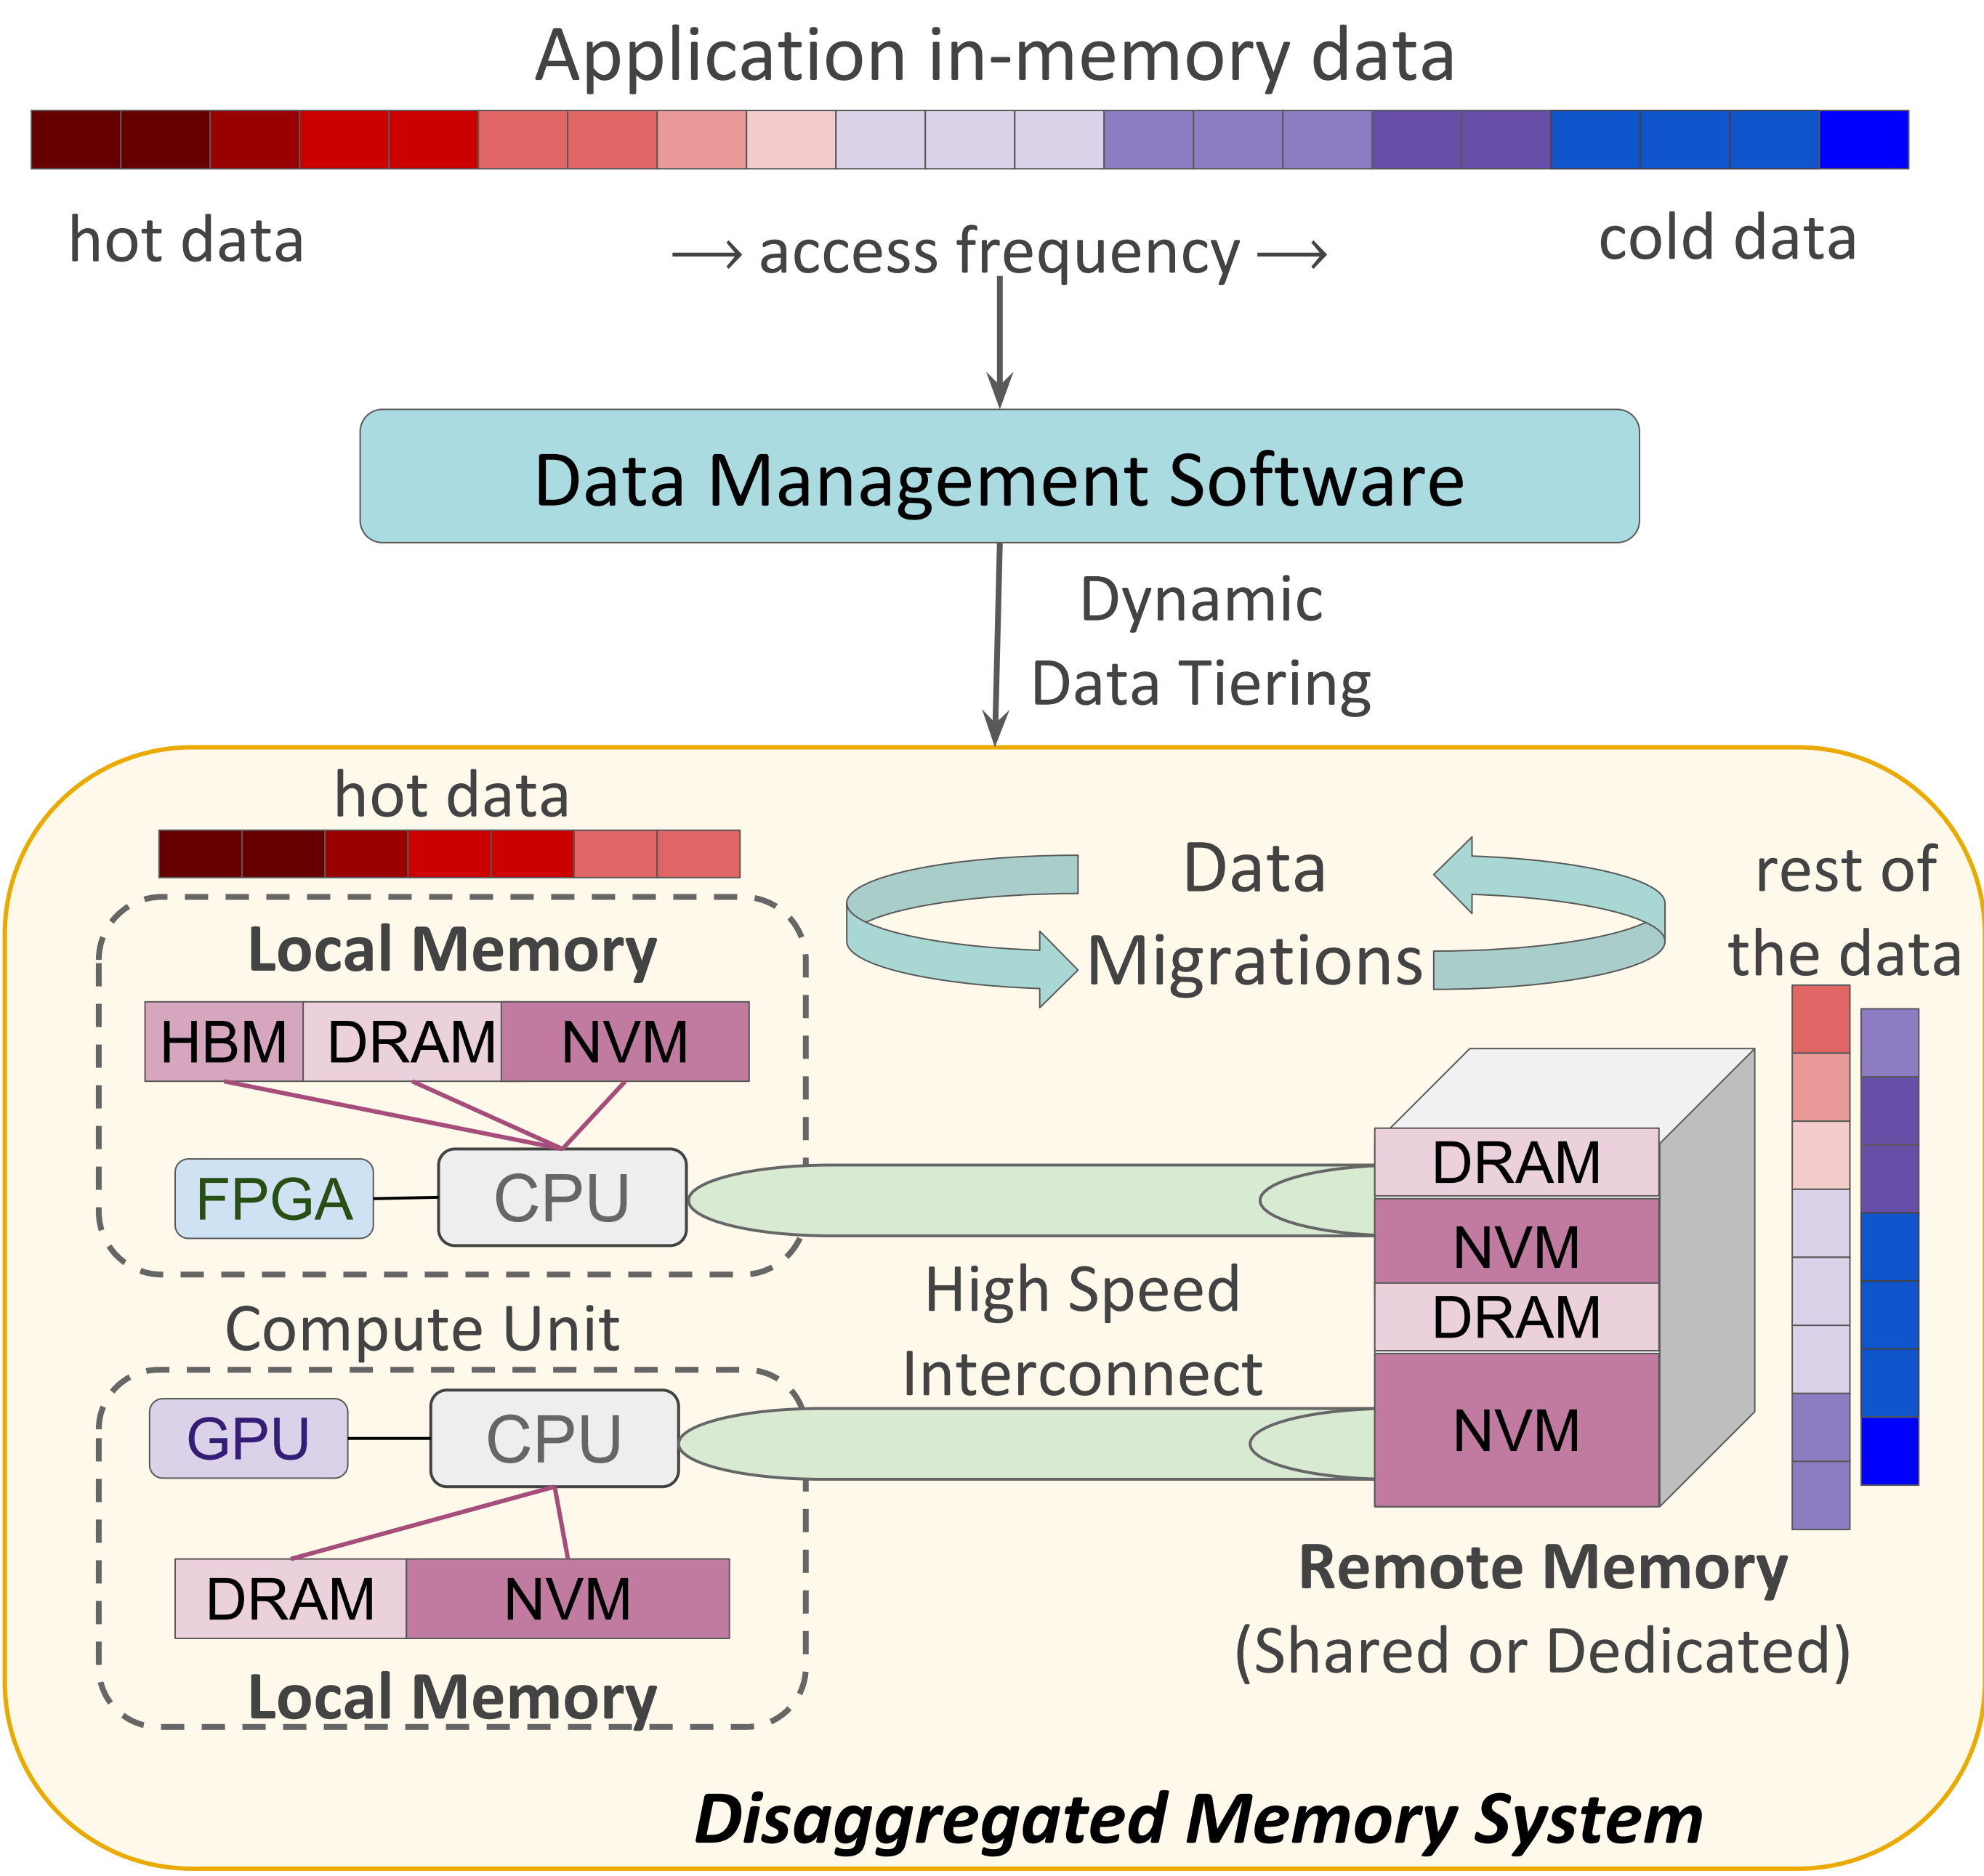 Application in-memory data
hot data
→ access frequency →
cold data
Data Management Software
Dynamic
Data Tiering
hot data
Data
Migrations
rest of
the data
Local Memory
HBM
DRAM
NVM
FPGA
CPU
Compute Unit
High Speed
Interconnect
DRAM
NVM
DRAM
NVM
GPU
CPU
DRAM
NVM
Local Memory
Remote Memory
(Shared or Dedicated)
Disaggregated Memory System